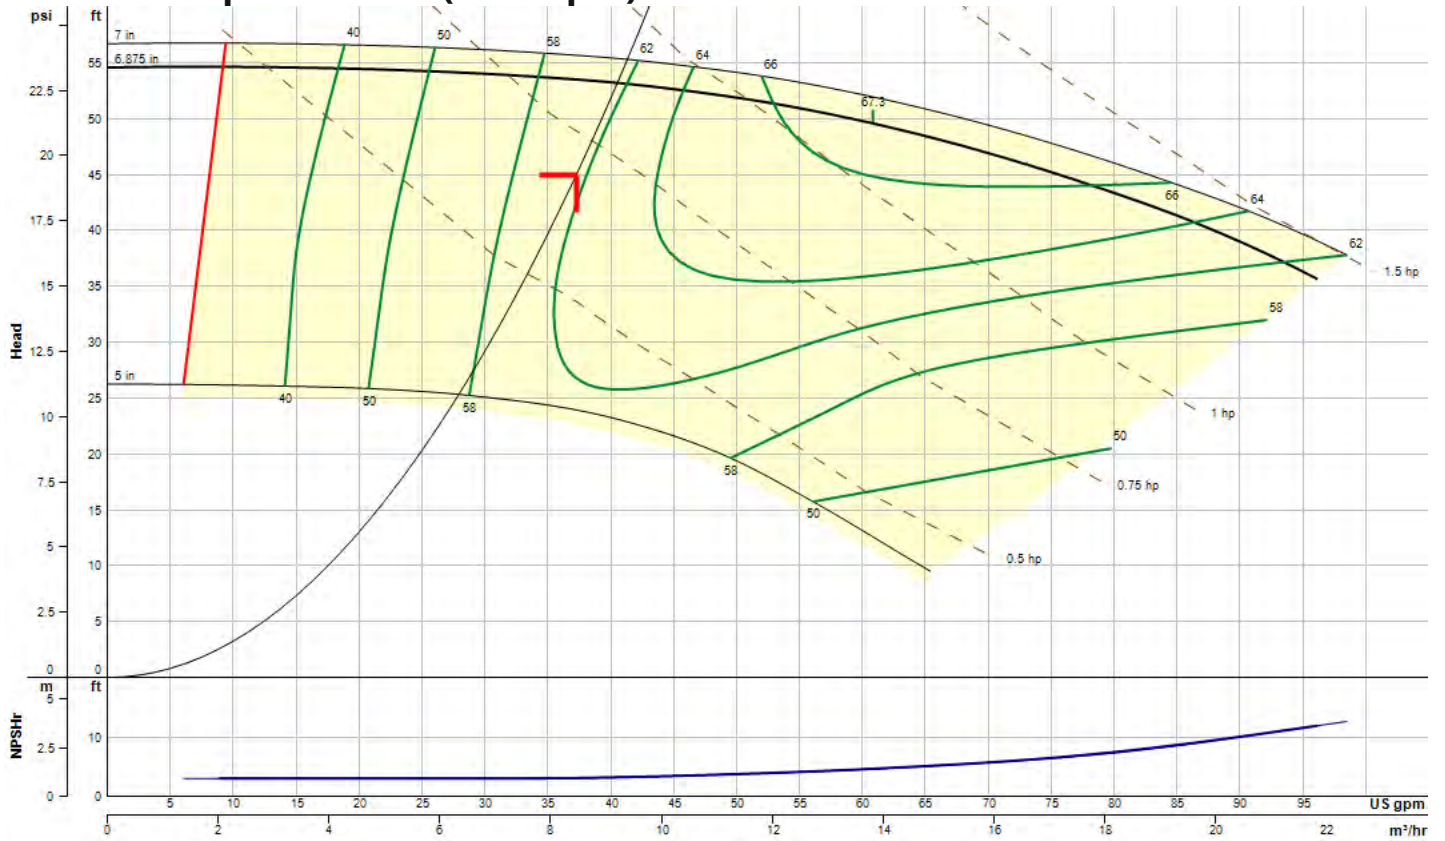 psi ft
7 in 40 50 58 62 64 66
6.875 in
55
22.5
67.3
50
20
45
66 64
17.5
40
62
1.5 hp
15 35
58
Head
12.5 30
5 in
25
40 50 58
1 hp
10
50
20 58
7.5 0.75 hp
15 50
5 10 0.5 hp
2.5 5
0 0
m ft
5
NPSHr
2.5 10
0 0
5 10 15 20 25 30 35 40 45 50 55 60 65 70 75 80 85 90 95 US gpm
0 2 4 6 8 10 12 14 16 18 20 22 m³/hr